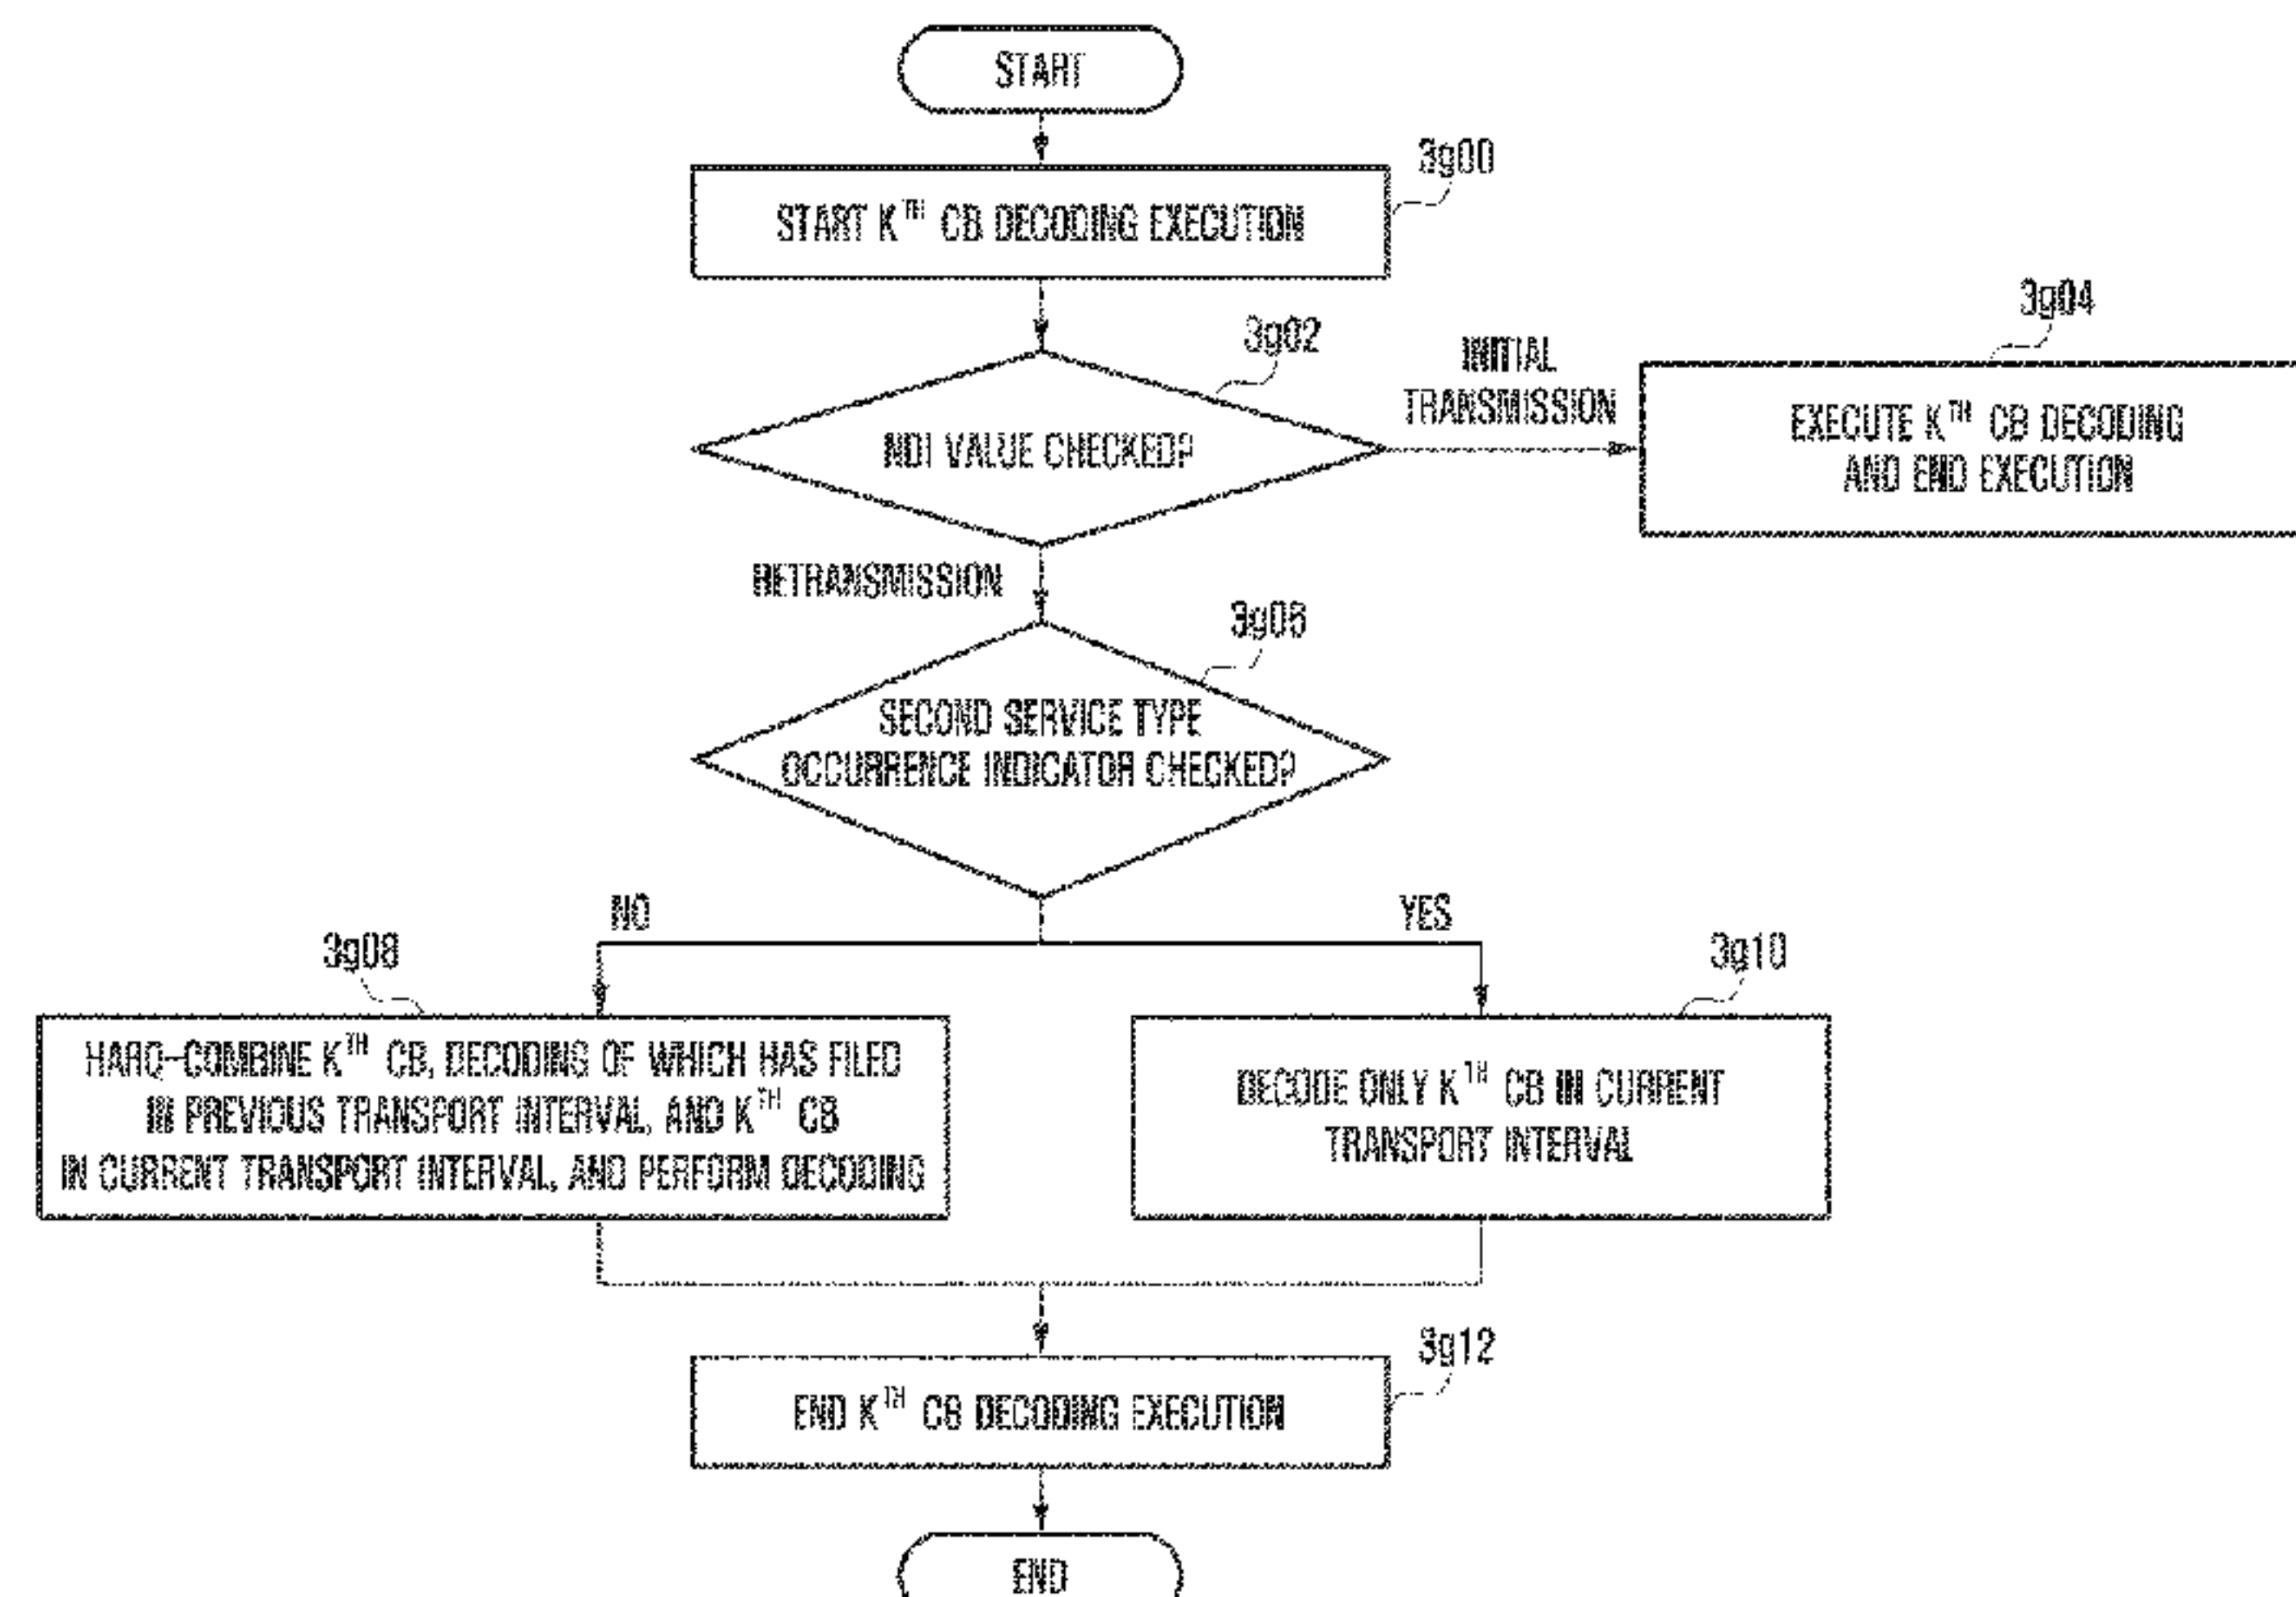 START
3g00
START K^TH CB DECODING EXECUTION
3g02
NDI VALUE CHECKED?
INITIAL
TRANSMISSION
3g04
EXECUTE K^TH CB DECODING
AND END EXECUTION
RETRANSMISSION
3g06
SECOND SERVICE TYPE
OCCURRENCE INDICATOR CHECKED?
NO
YES
3g08
HARQ-COMBINE K^TH CB, DECODING OF WHICH HAS FILED
IN PREVIOUS TRANSPORT INTERVAL, AND K^TH CB
IN CURRENT TRANSPORT INTERVAL, AND PERFORM DECODING
3g10
DECODE ONLY K^TH CB IN CURRENT
TRANSPORT INTERVAL
3g12
END K^TH CB DECODING EXECUTION
END